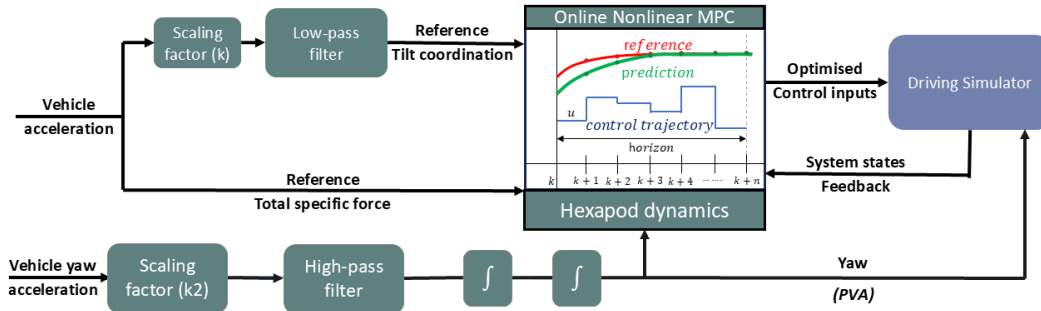 Online Nonlinear MPC
Scaling
factor (k)
Low-pass
filter
Reference
Tilt coordination
reference
prediction
u
control trajectory
horizon
k
k + 1
k + 2
k + 3
k + 4
........
k + n
Optimised
Control inputs
Driving Simulator
Vehicle
acceleration
System states
Feedback
Reference
Total specific force
Hexapod dynamics
Vehicle yaw
acceleration
Scaling
factor (k2)
High-pass
filter
∫
∫
Yaw
(PVA)